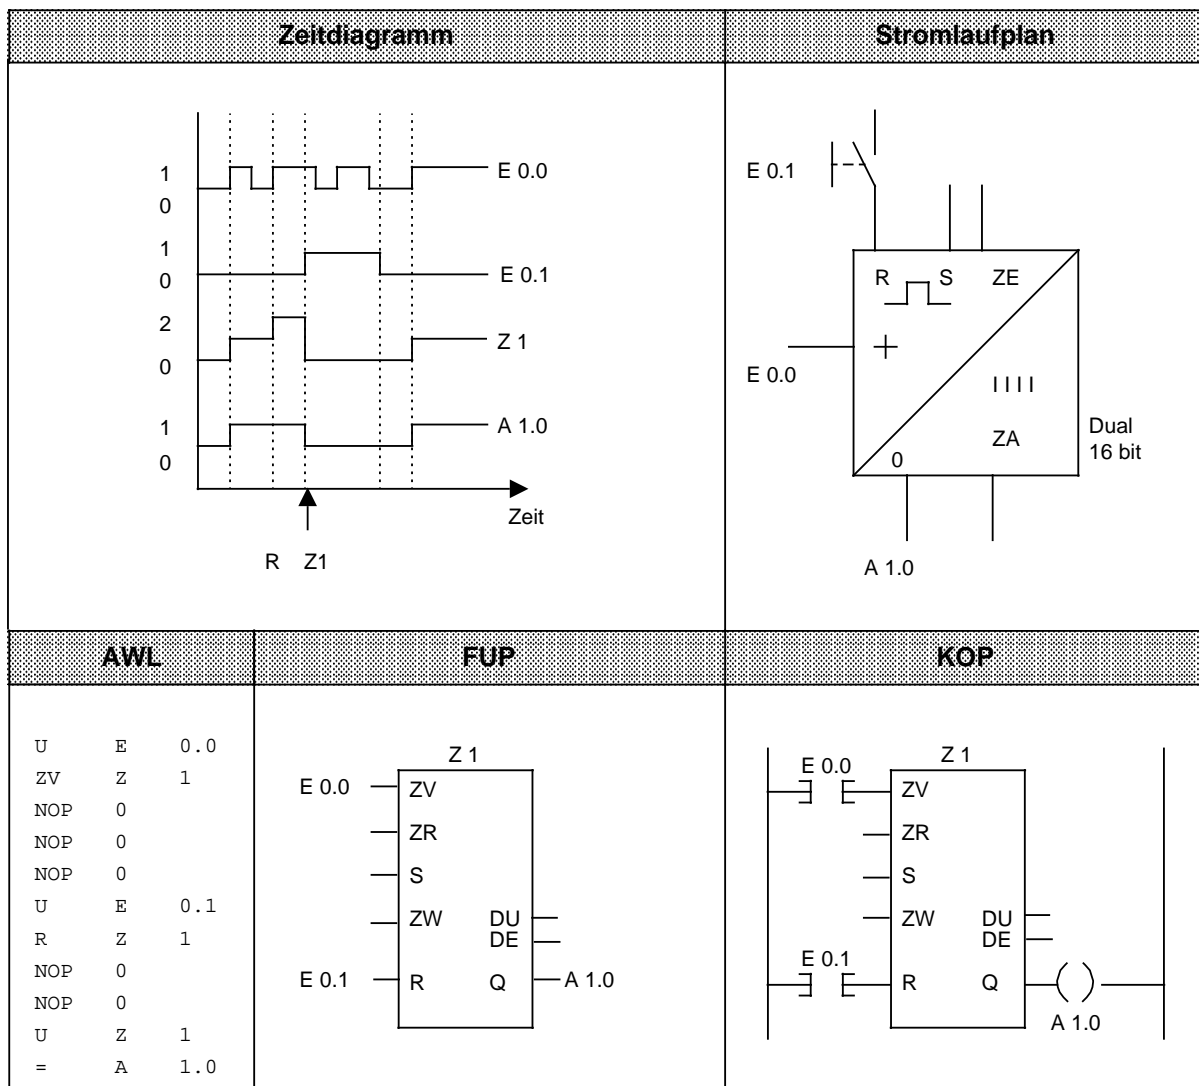 Zeitdiagramm
Stromlaufplan
1
0
E 0.0
1
0
E 0.1
2
0
Z 1
1
0
A 1.0
Zeit
R Z1
E 0.1
R S ZE
+
E 0.0
I I I I
ZA
0
Dual
16 bit
A 1.0
AWL
FUP
KOP
U E 0.0
ZV Z 1
NOP 0
NOP 0
NOP 0
U E 0.1
R Z 1
NOP 0
NOP 0
U Z 1
= A 1.0
Z 1
E 0.0 ZV
ZR
S
ZW DU
DE
E 0.1 R Q A 1.0
Z 1
E 0.0
ZV
ZR
S
ZW DU
DE
E 0.1
R Q
A 1.0